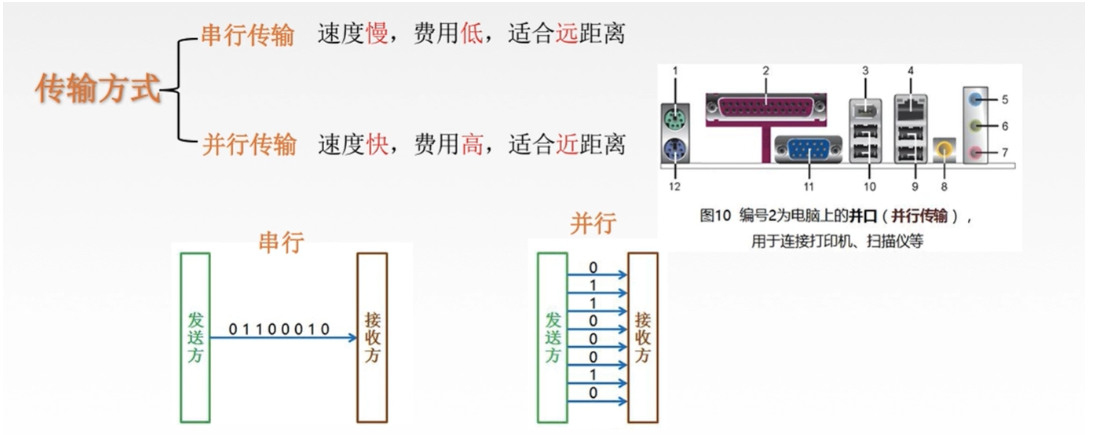 传输方式
串行传输 速度慢，费用低，适合远距离
并行传输 速度快，费用高，适合近距离
1
2
3
4
5
6
7
12
11
10
9
8
图10 编号2为电脑上的并口（并行传输），
用于连接打印机、扫描仪等
串行
发送方
01100010
接收方
并行
发送方
0
1
1
0
0
0
1
0
接收方